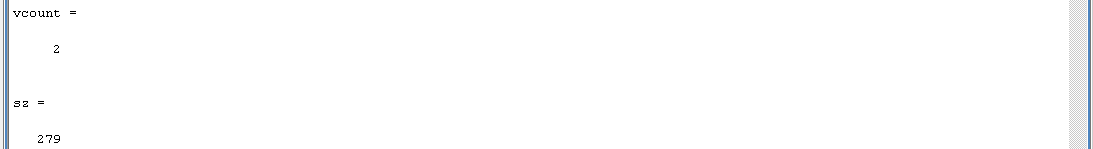 vcount =
2
sz =
279